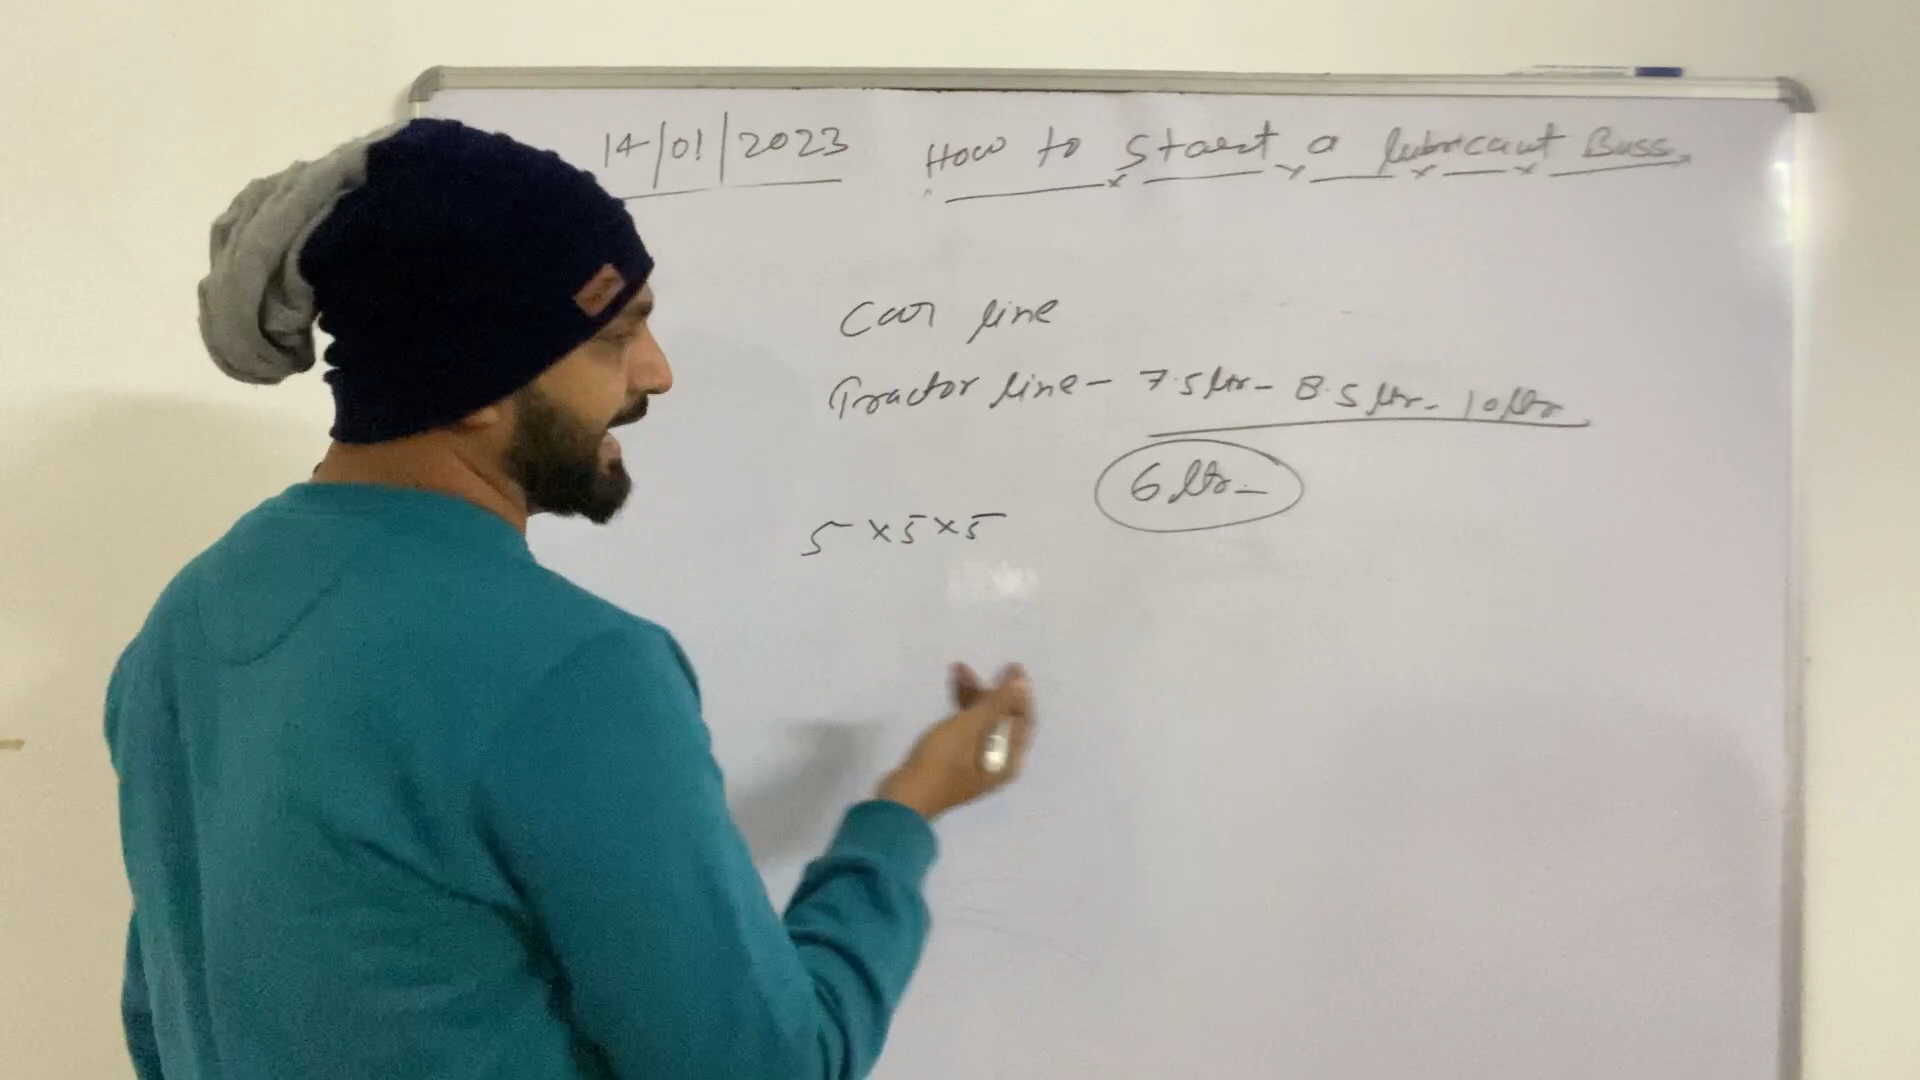 14/01/2023 How to Start a lubricant Buss.
Car line
Tractor line - 7.5 ltr - 8.5 ltr - 10 ltr
6 ltr -
5 x 5 x 5